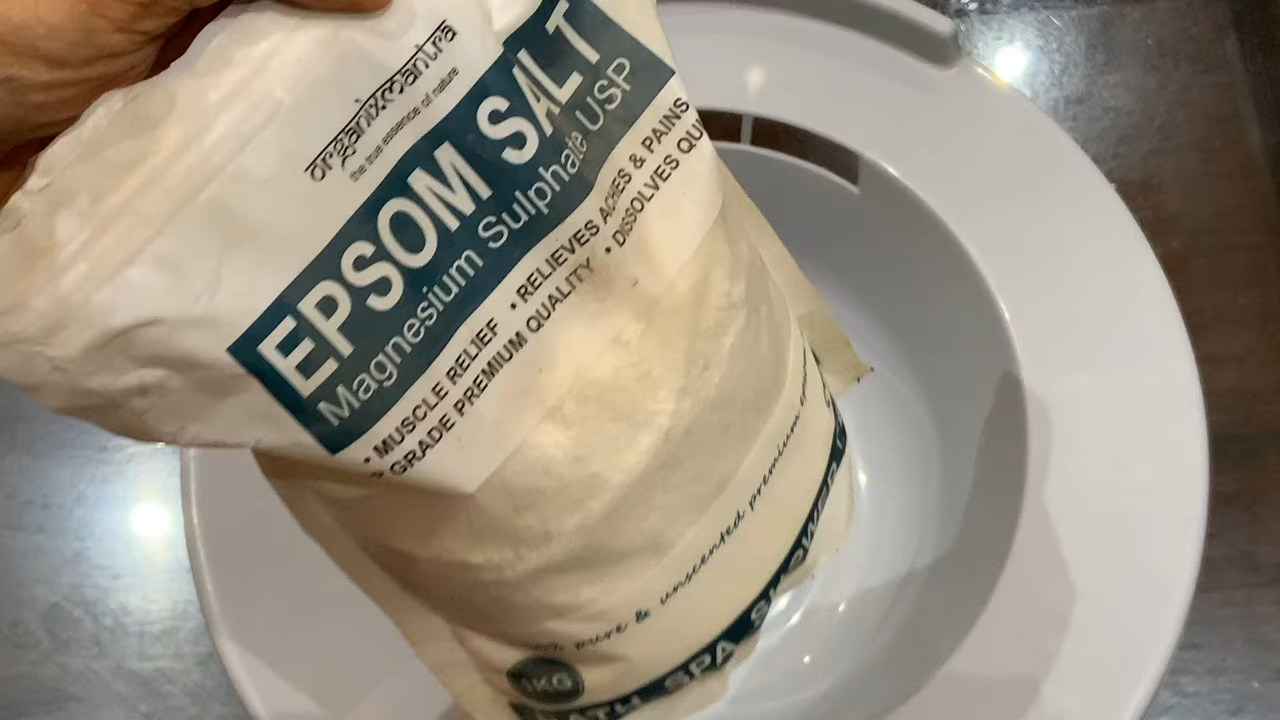 organixmantra
the true essence of nature
EPSOM SALT
Magnesium Sulphate USP
• MUSCLE RELIEF • RELIEVES ACHES & PAINS
GRADE PREMIUM QUALITY • DISSOLVES QUI
pure & unscented premium
1KG
BATH SPA SHOWER